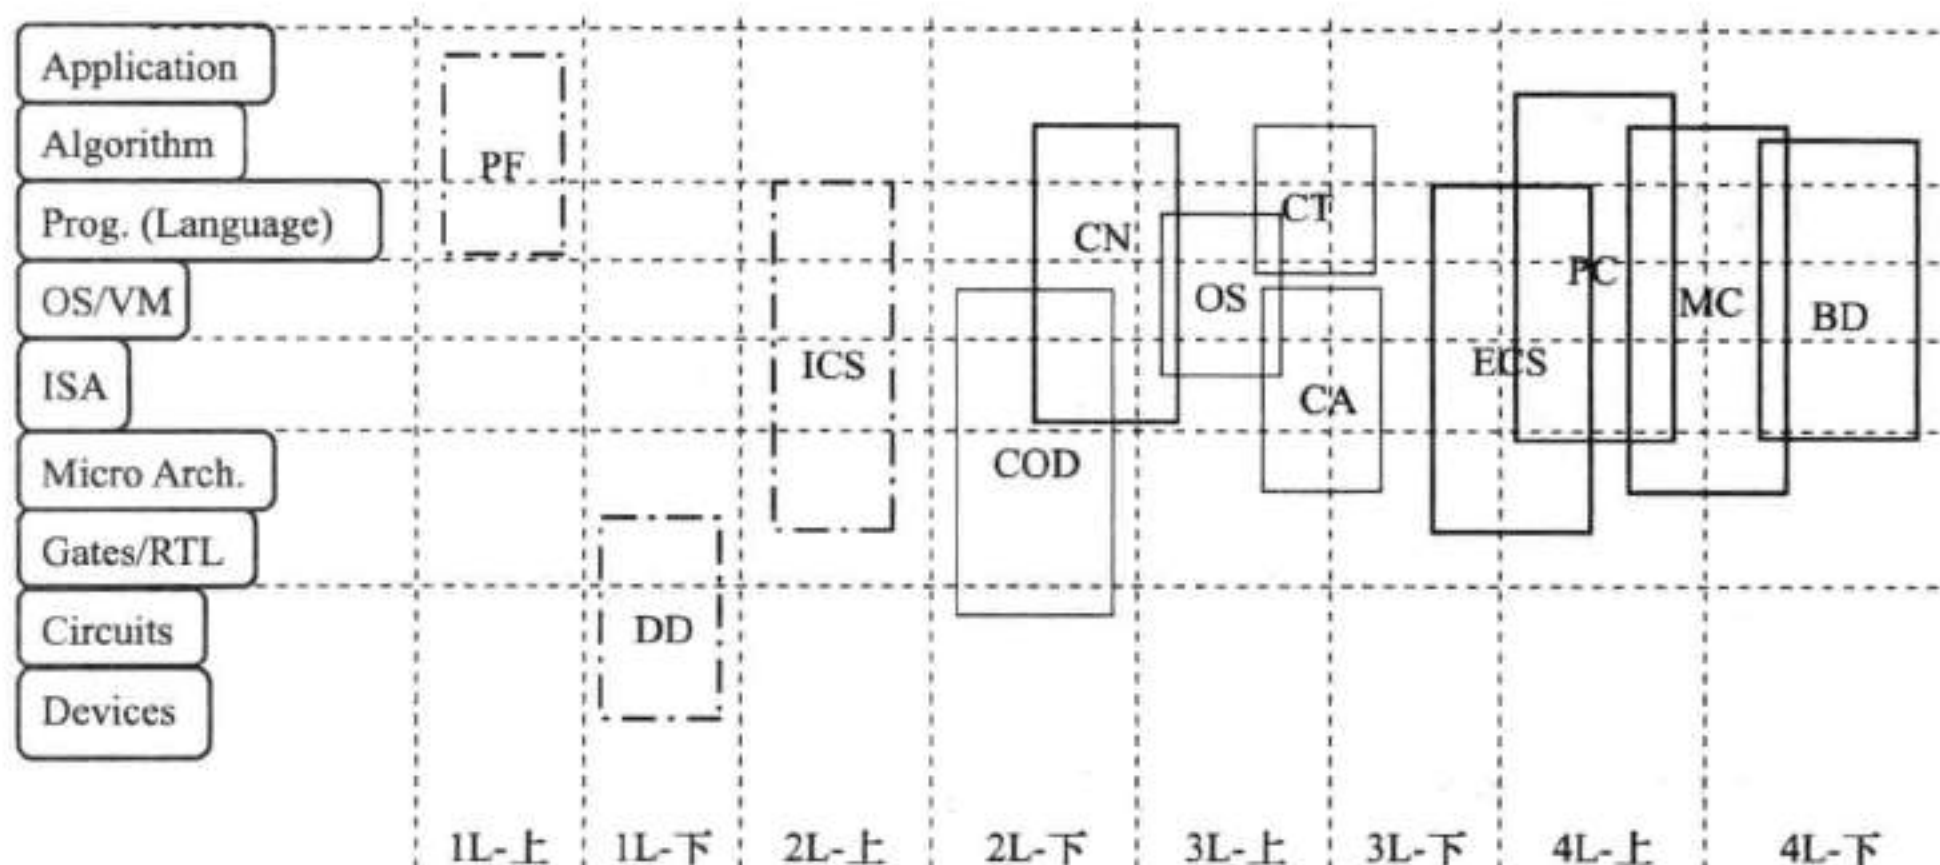 Application
Algorithm
Prog. (Language)
OS/VM
ISA
Micro Arch.
Gates/RTL
Circuits
Devices
PF
DD
ICS
CN
COD
OS
CT
CA
ECS
PC
MC
BD
1L-上 1L-下 2L-上 2L-下 3L-上 3L-下 4L-上 4L-下